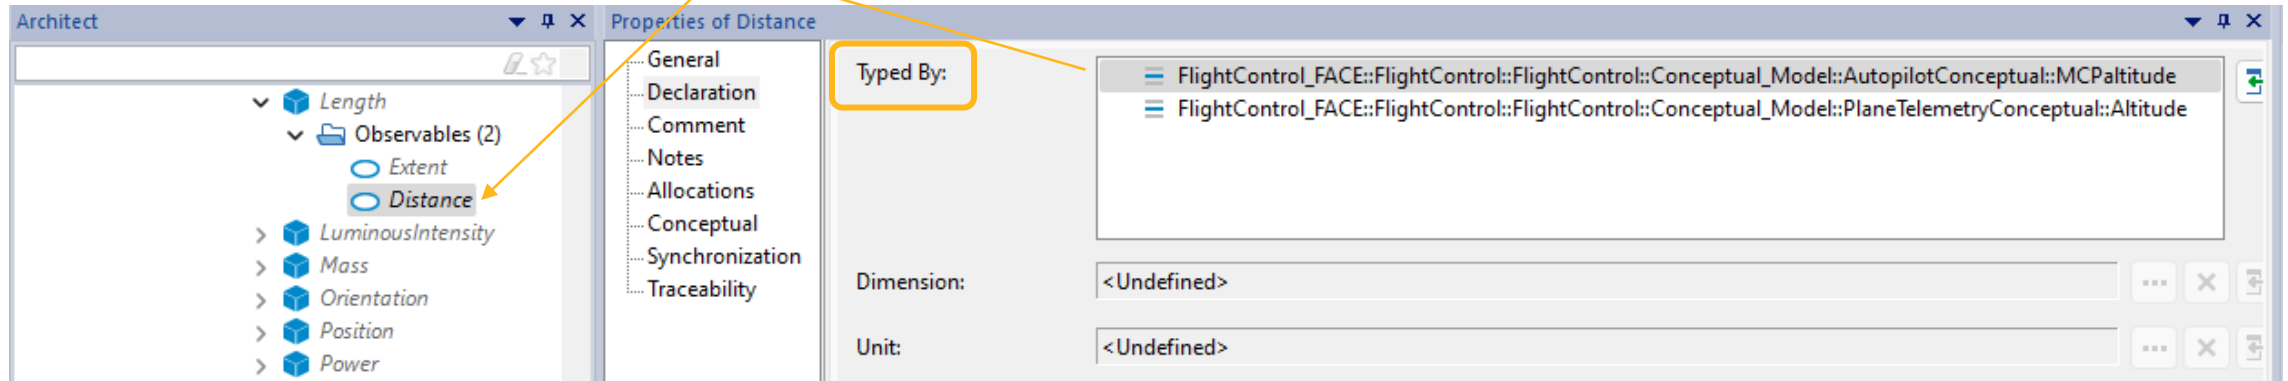 Architect
Length
Observables (2)
Extent
Distance
LuminousIntensity
Mass
Orientation
Position
Power
Properties of Distance
General
Declaration
Comment
Notes
Allocations
Conceptual
Synchronization
Traceability
Typed By:
FlightControl_FACE::FlightControl::FlightControl::Conceptual_Model::AutopilotConceptual::MCPaltitude
FlightControl_FACE::FlightControl::FlightControl::Conceptual_Model::PlaneTelemetryConceptual::Altitude
Dimension:
<Undefined>
Unit:
<Undefined>